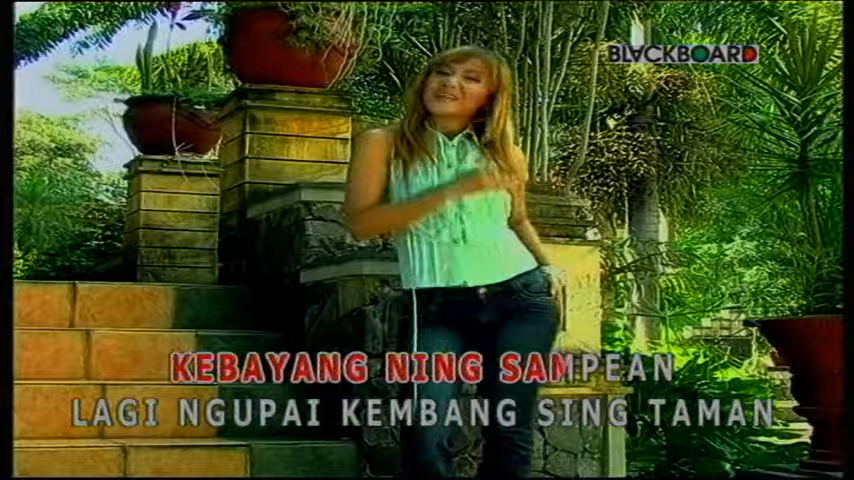 BLACKBOARD
KEBAYANG NING SAMPEAN
LAGI NGUPAI KEMBANG SING TAMAN